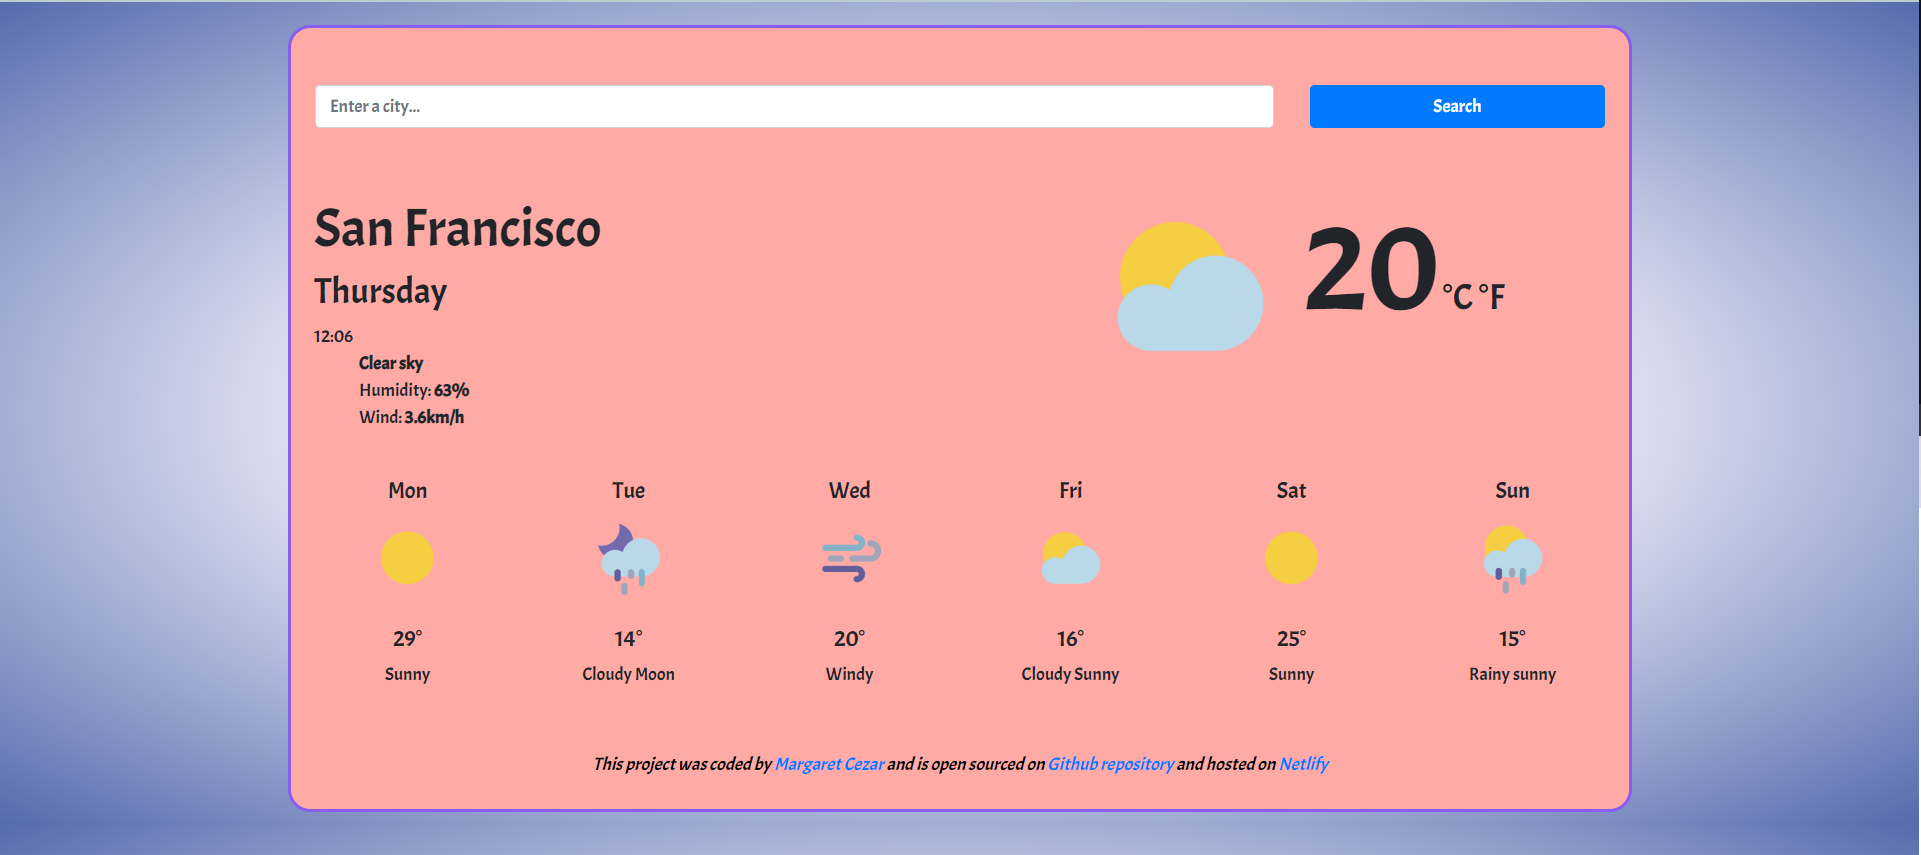 Enter a city...
Search
San Francisco
Thursday
12:06
Clear sky
Humidity: 63%
Wind: 3.6km/h
20 °C °F
Mon Tue Wed Fri Sat Sun
29° 14° 20° 16° 25° 15°
Sunny Cloudy Moon Windy Cloudy Sunny Sunny Rainy sunny
This project was coded by Margaret Cezar and is open sourced on Github repository and hosted on Netlify